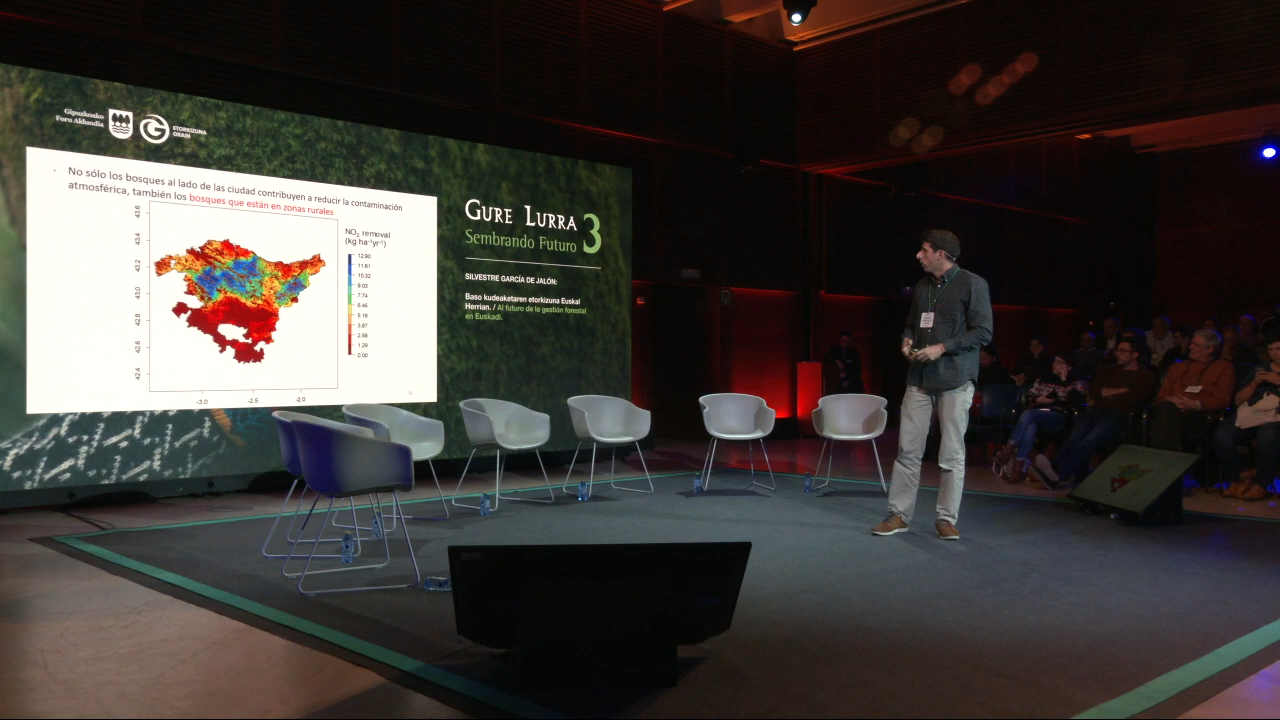 Gipuzkoako
Foru Aldundia
ETORKIZUNA
ORAIN
No sólo los bosques al lado de las ciudad contribuyen a reducir la contaminación
atmosférica, también los bosques que están en zonas rurales
NO₂ removal
(kg ha⁻¹yr⁻¹)
12.90
11.61
10.32
9.03
7.74
6.45
5.16
3.87
2.58
1.29
0.00
43.6
43.4
43.2
43.0
42.8
42.6
42.4
-3.0
-2.5
-2.0
GURE LURRA 3
Sembrando Futuro
SILVESTRE GARCÍA DE JALÓN:
Baso kudeaketaren etorkizuna Euskal
Herrian. / Al futuro de la gestión forestal
en Euskadi.